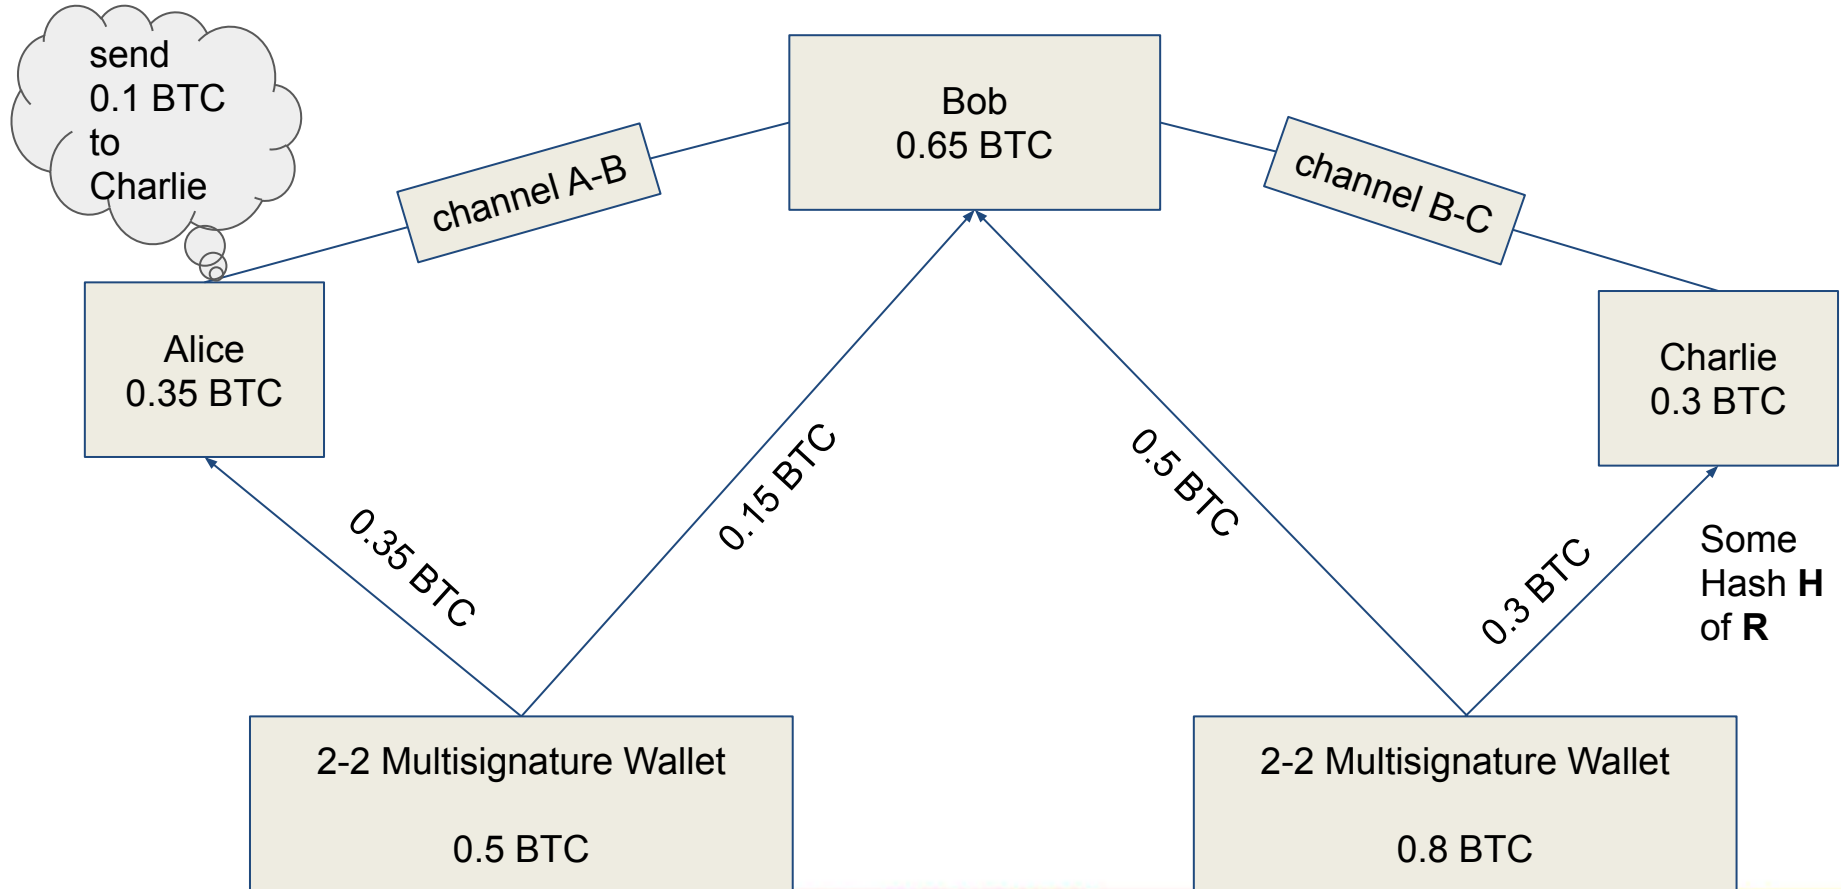 send
0.1 BTC
to
Charlie
Bob
0.65 BTC
channel A-B
channel B-C
Alice
0.35 BTC
Charlie
0.3 BTC
0.35 BTC
0.15 BTC
0.5 BTC
0.3 BTC
Some
Hash H
of R
2-2 Multisignature Wallet
0.5 BTC
2-2 Multisignature Wallet
0.8 BTC